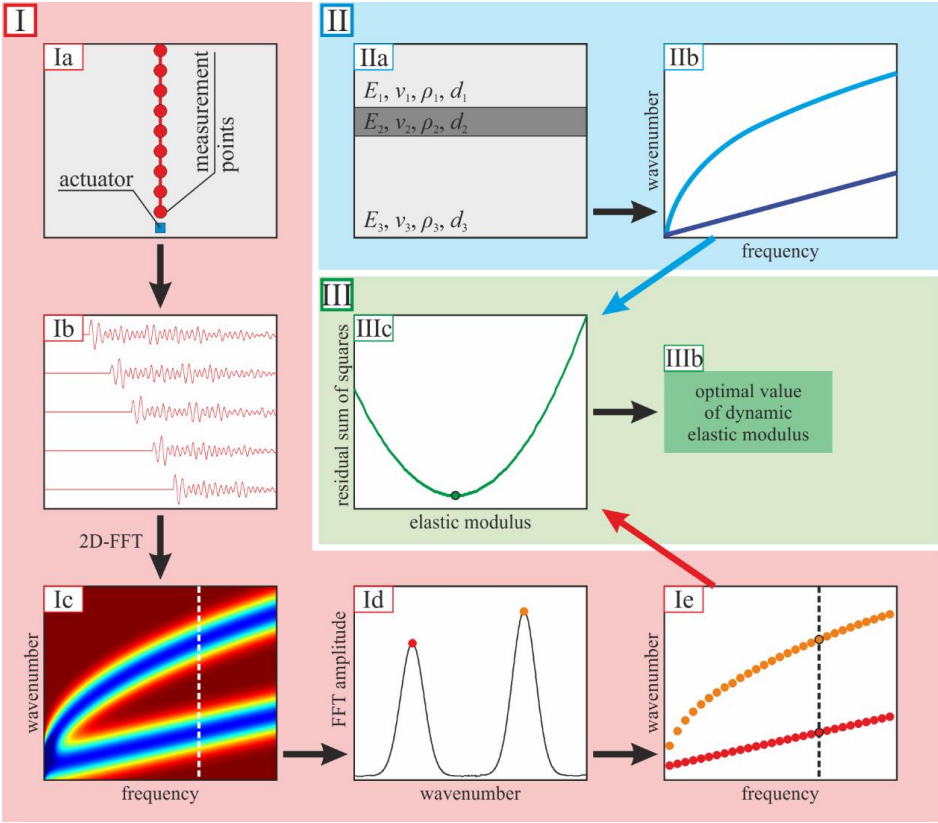 I
Ia
actuator
measurement
points
Ib
2D-FFT
Ic
wavenumber
frequency
Id
FFT amplitude
wavenumber
Ie
wavenumber
frequency
II
IIa
E₁, ν₁, ρ₁, d₁
E₂, ν₂, ρ₂, d₂
E₃, ν₃, ρ₃, d₃
IIb
wavenumber
frequency
III
IIIc
residual sum of squares
elastic modulus
IIIb
optimal value
of dynamic
elastic modulus